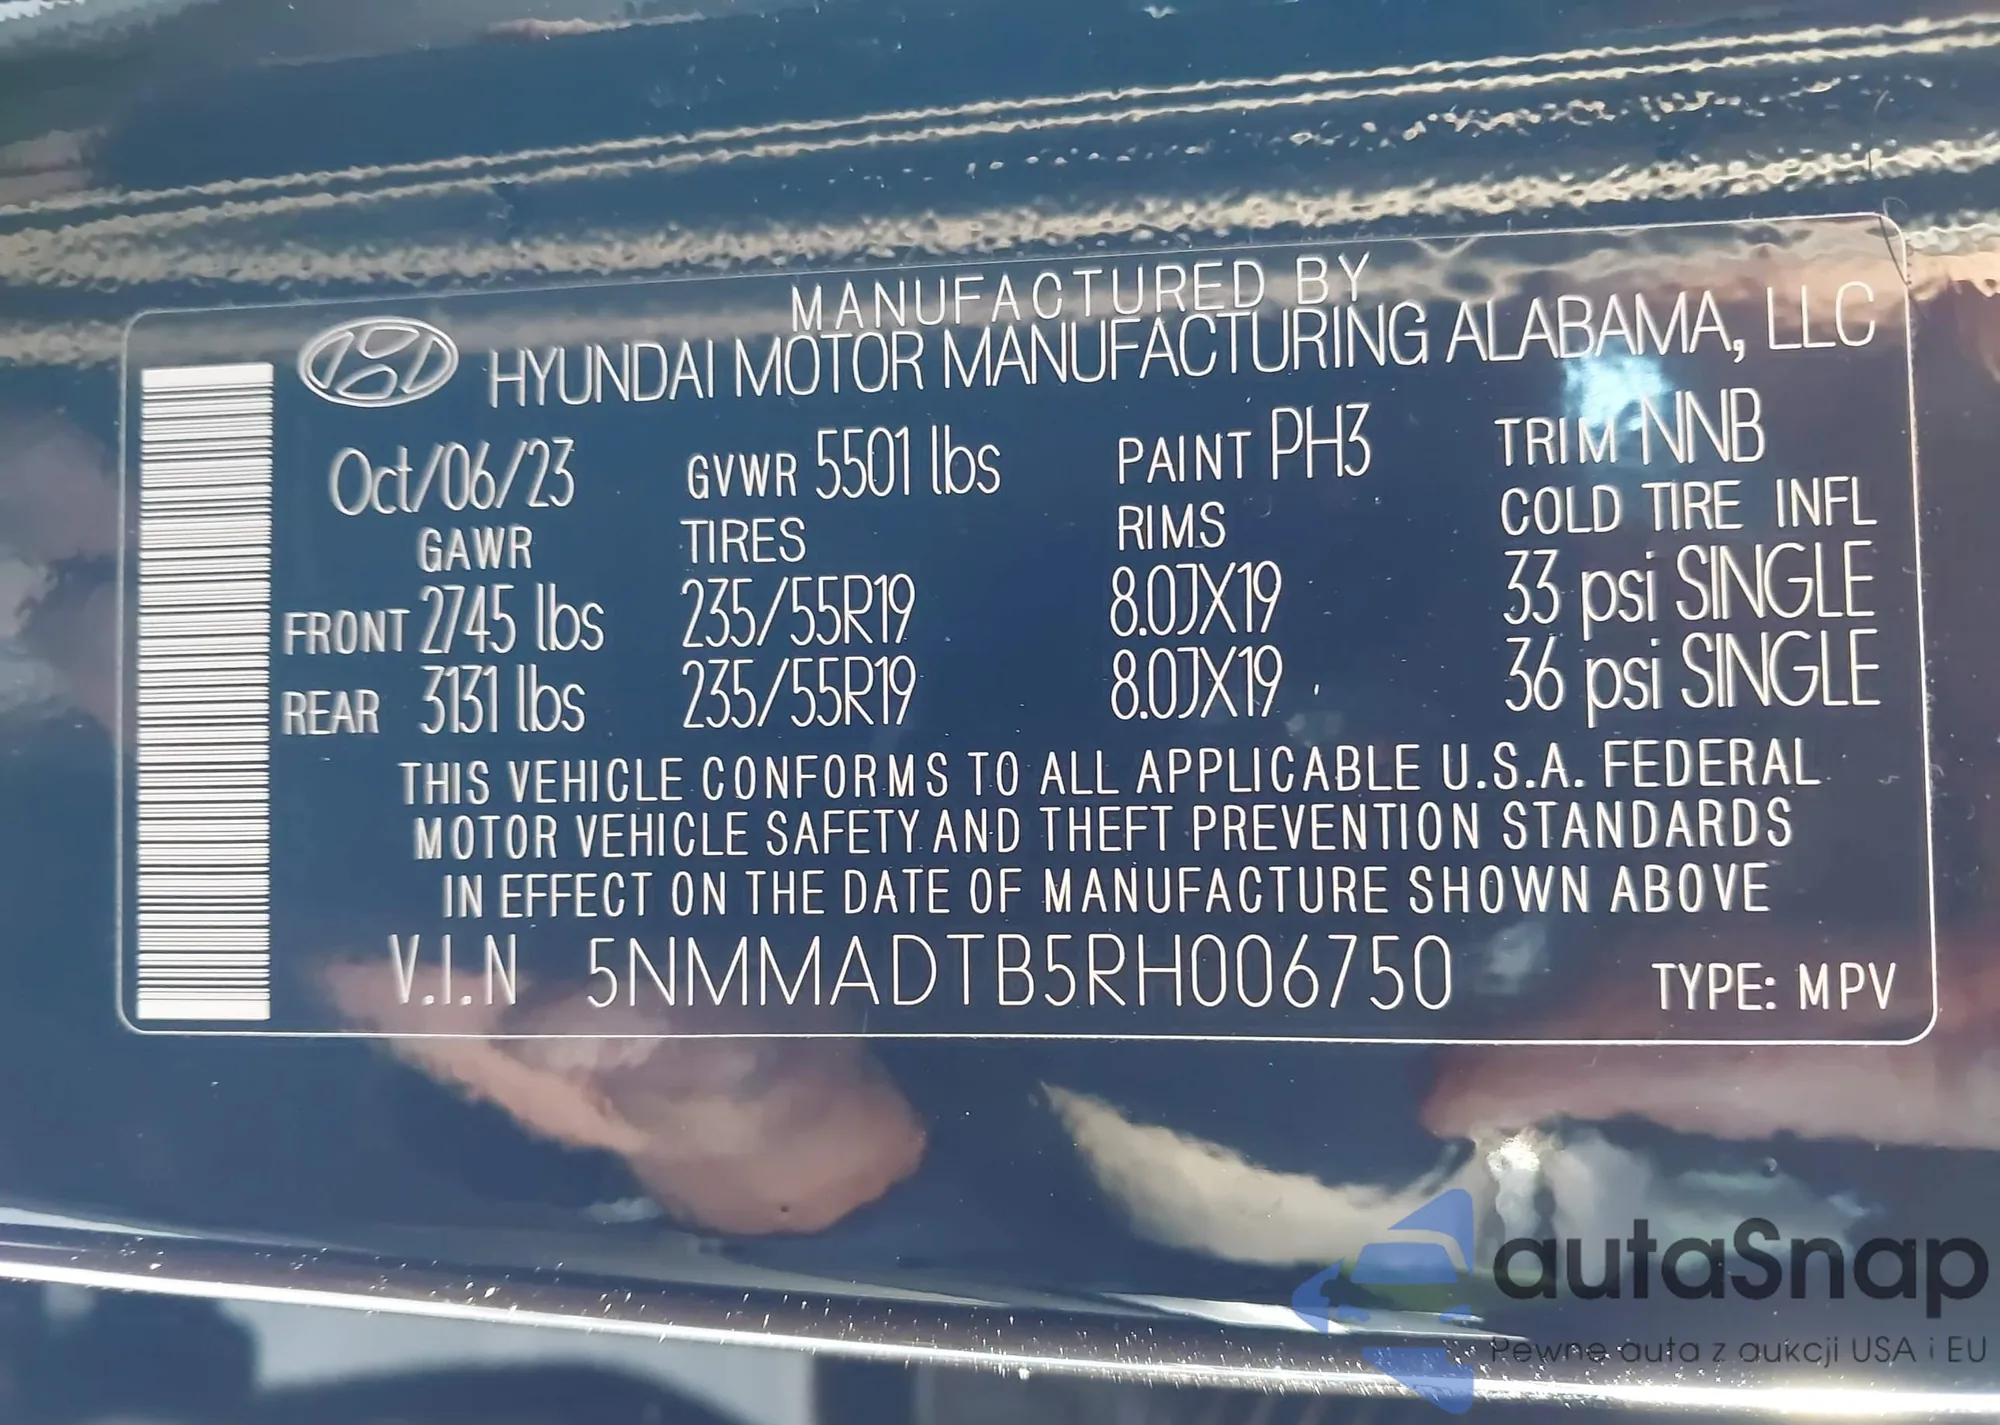 MANUFACTURED BY
HYUNDAI MOTOR MANUFACTURING ALABAMA, LLC
Oct/06/23 GVWR 5501 lbs PAINT PH3 TRIM NNB
GAWR TIRES RIMS COLD TIRE INFL
FRONT 2745 lbs 235/55R19 8.0JX19 33 psi SINGLE
REAR 3131 lbs 235/55R19 8.0JX19 36 psi SINGLE
THIS VEHICLE CONFORMS TO ALL APPLICABLE U.S.A. FEDERAL
MOTOR VEHICLE SAFETY AND THEFT PREVENTION STANDARDS
IN EFFECT ON THE DATE OF MANUFACTURE SHOWN ABOVE
V.I.N 5NMMADTB5RH006750 TYPE: MPV
autaSnap
Pewne auta z aukcji USA i EU